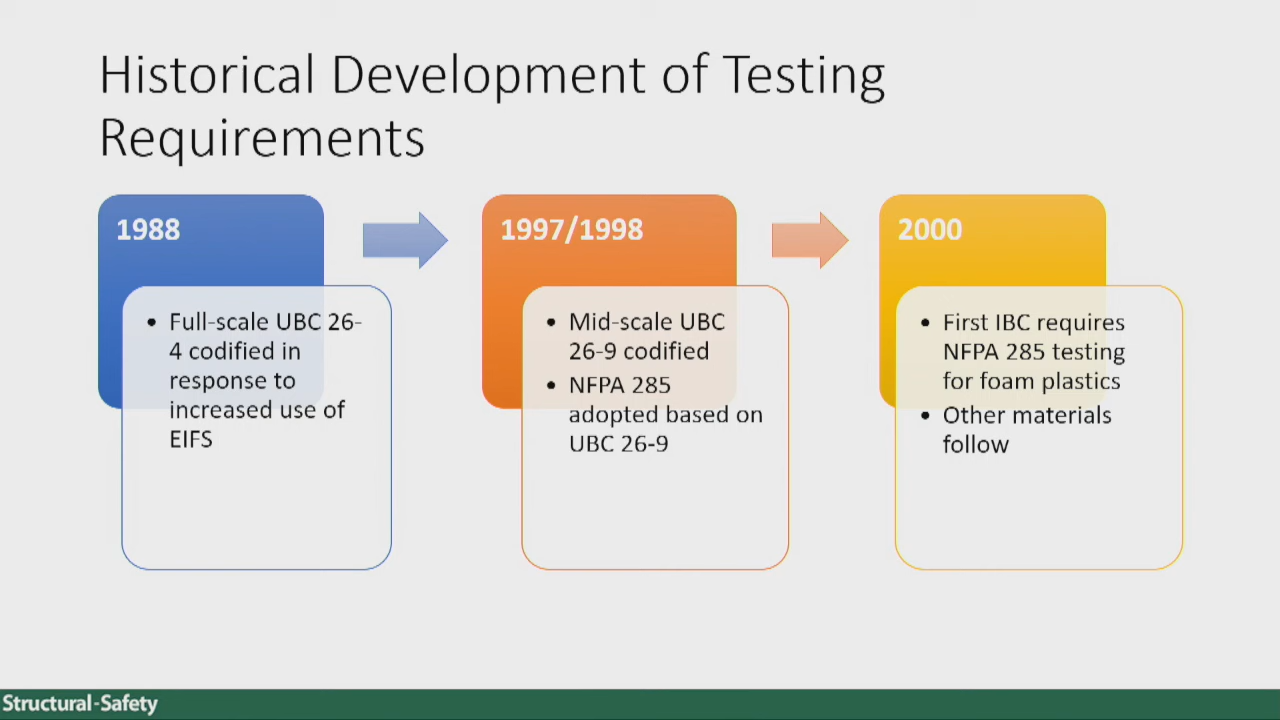 Historical Development of Testing
Requirements
1988
• Full-scale UBC 26-
4 codified in
response to
increased use of
EIFS
1997/1998
• Mid-scale UBC
26-9 codified
• NFPA 285
adopted based on
UBC 26-9
2000
• First IBC requires
NFPA 285 testing
for foam plastics
• Other materials
follow
Structural-Safety